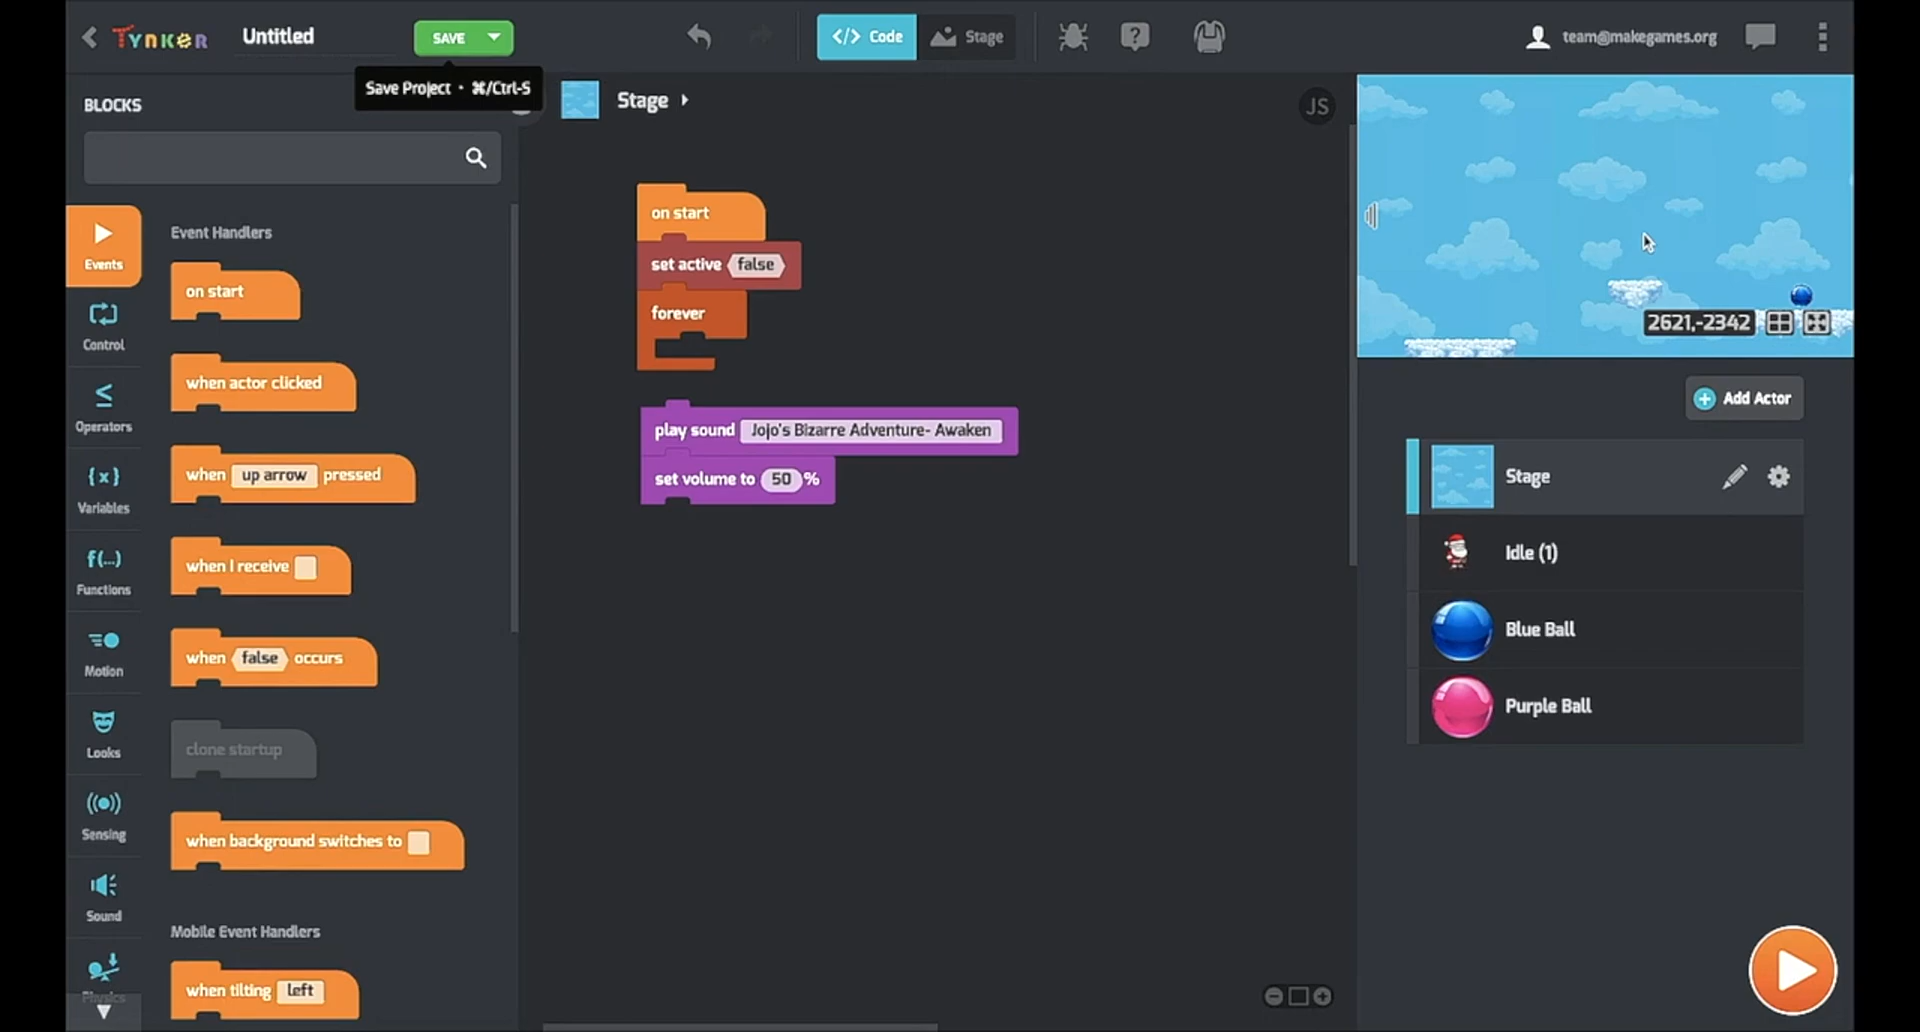 Tynker
Untitled
SAVE
</> Code
Stage
team@makegames.org
Save Project · ⌘/Ctrl-S
BLOCKS
Stage
JS
Events
Control
Operators
{x}
Variables
f(...)
Functions
Motion
Looks
Sensing
Sound
Physics
Event Handlers
on start
when actor clicked
when up arrow pressed
when I receive
when false occurs
clone startup
when background switches to
Mobile Event Handlers
when tilting left
on start
set active false
forever
play sound Jojo's Bizarre Adventure- Awaken
set volume to 50 %
2621,-2342
Add Actor
Stage
Idle (1)
Blue Ball
Purple Ball